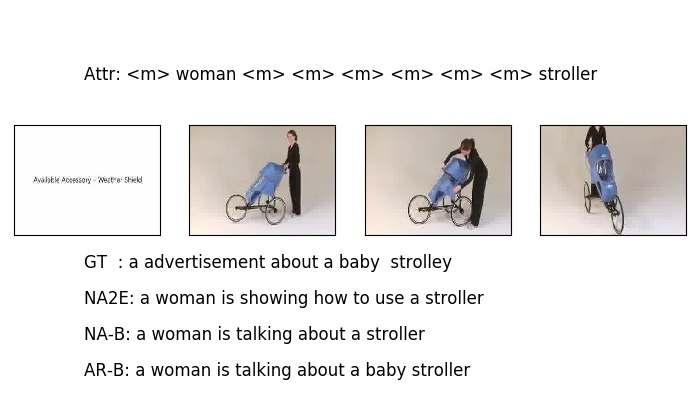 Attr: <m> woman <m> <m> <m> <m> <m> <m> stroller
Available Accessory - Weather Shield
GT : a advertisement about a baby strolley
NA2E: a woman is showing how to use a stroller
NA-B: a woman is talking about a stroller
AR-B: a woman is talking about a baby stroller